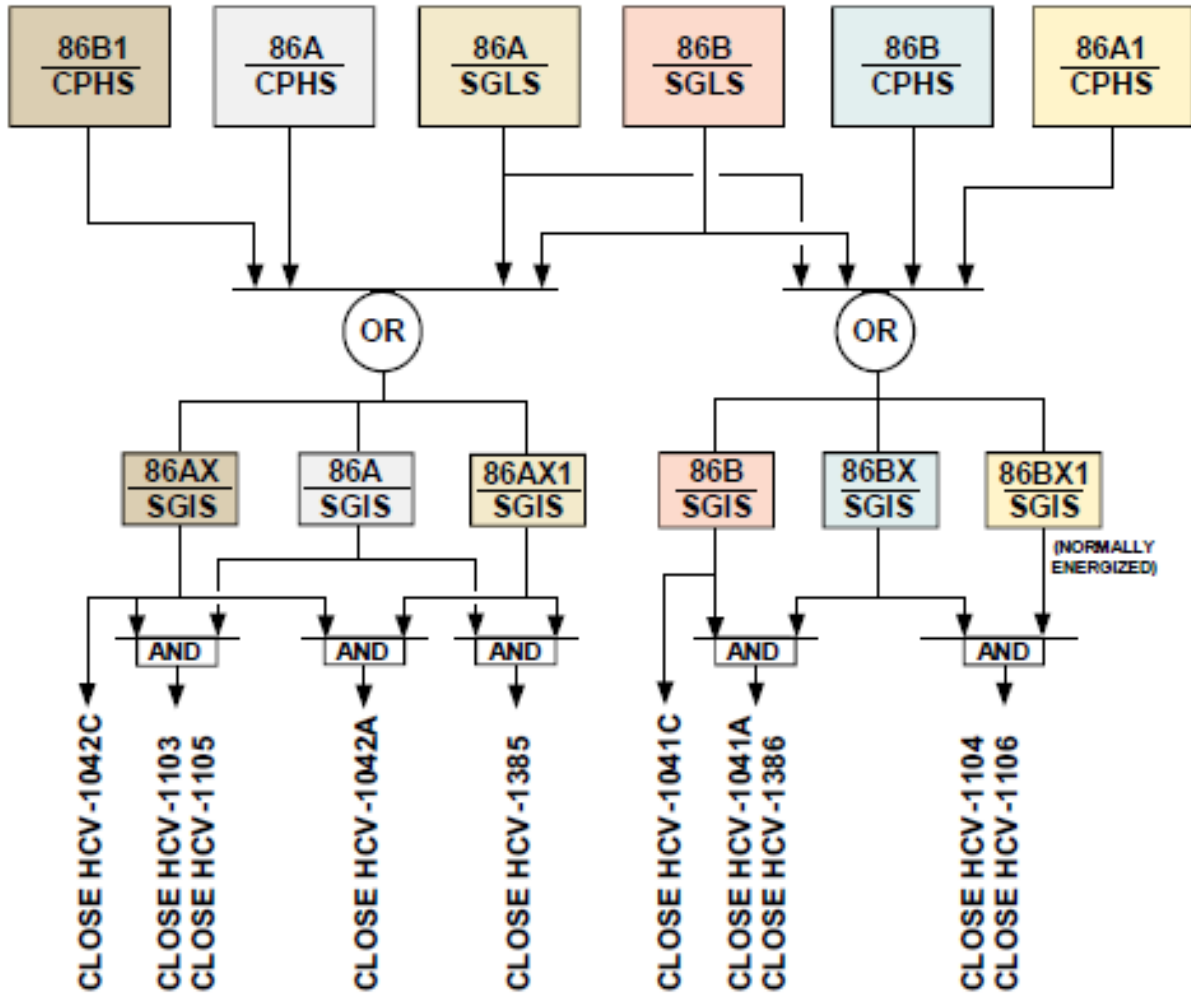 86B1
CPHS
86A
CPHS
86A
SGLS
86B
SGLS
86B
CPHS
86A1
CPHS
OR
OR
86AX
SGIS
86A
SGIS
86AX1
SGIS
86B
SGIS
86BX
SGIS
86BX1
SGIS
(NORMALLY
ENERGIZED)
AND
AND
AND
AND
AND
CLOSE HCV-1042C
CLOSE HCV-1103
CLOSE HCV-1105
CLOSE HCV-1042A
CLOSE HCV-1385
CLOSE HCV-1041C
CLOSE HCV-1041A
CLOSE HCV-1386
CLOSE HCV-1104
CLOSE HCV-1106